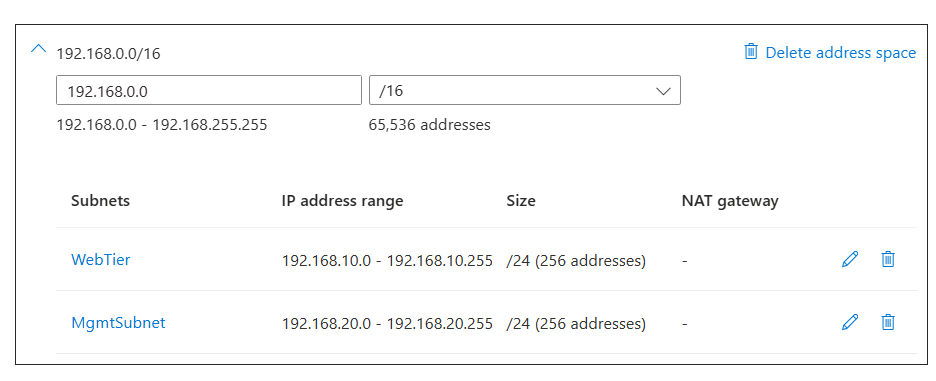 192.168.0.0/16 Delete address space
192.168.0.0 /16
192.168.0.0 - 192.168.255.255 65,536 addresses
Subnets IP address range Size NAT gateway
WebTier 192.168.10.0 - 192.168.10.255 /24 (256 addresses) -
MgmtSubnet 192.168.20.0 - 192.168.20.255 /24 (256 addresses) -